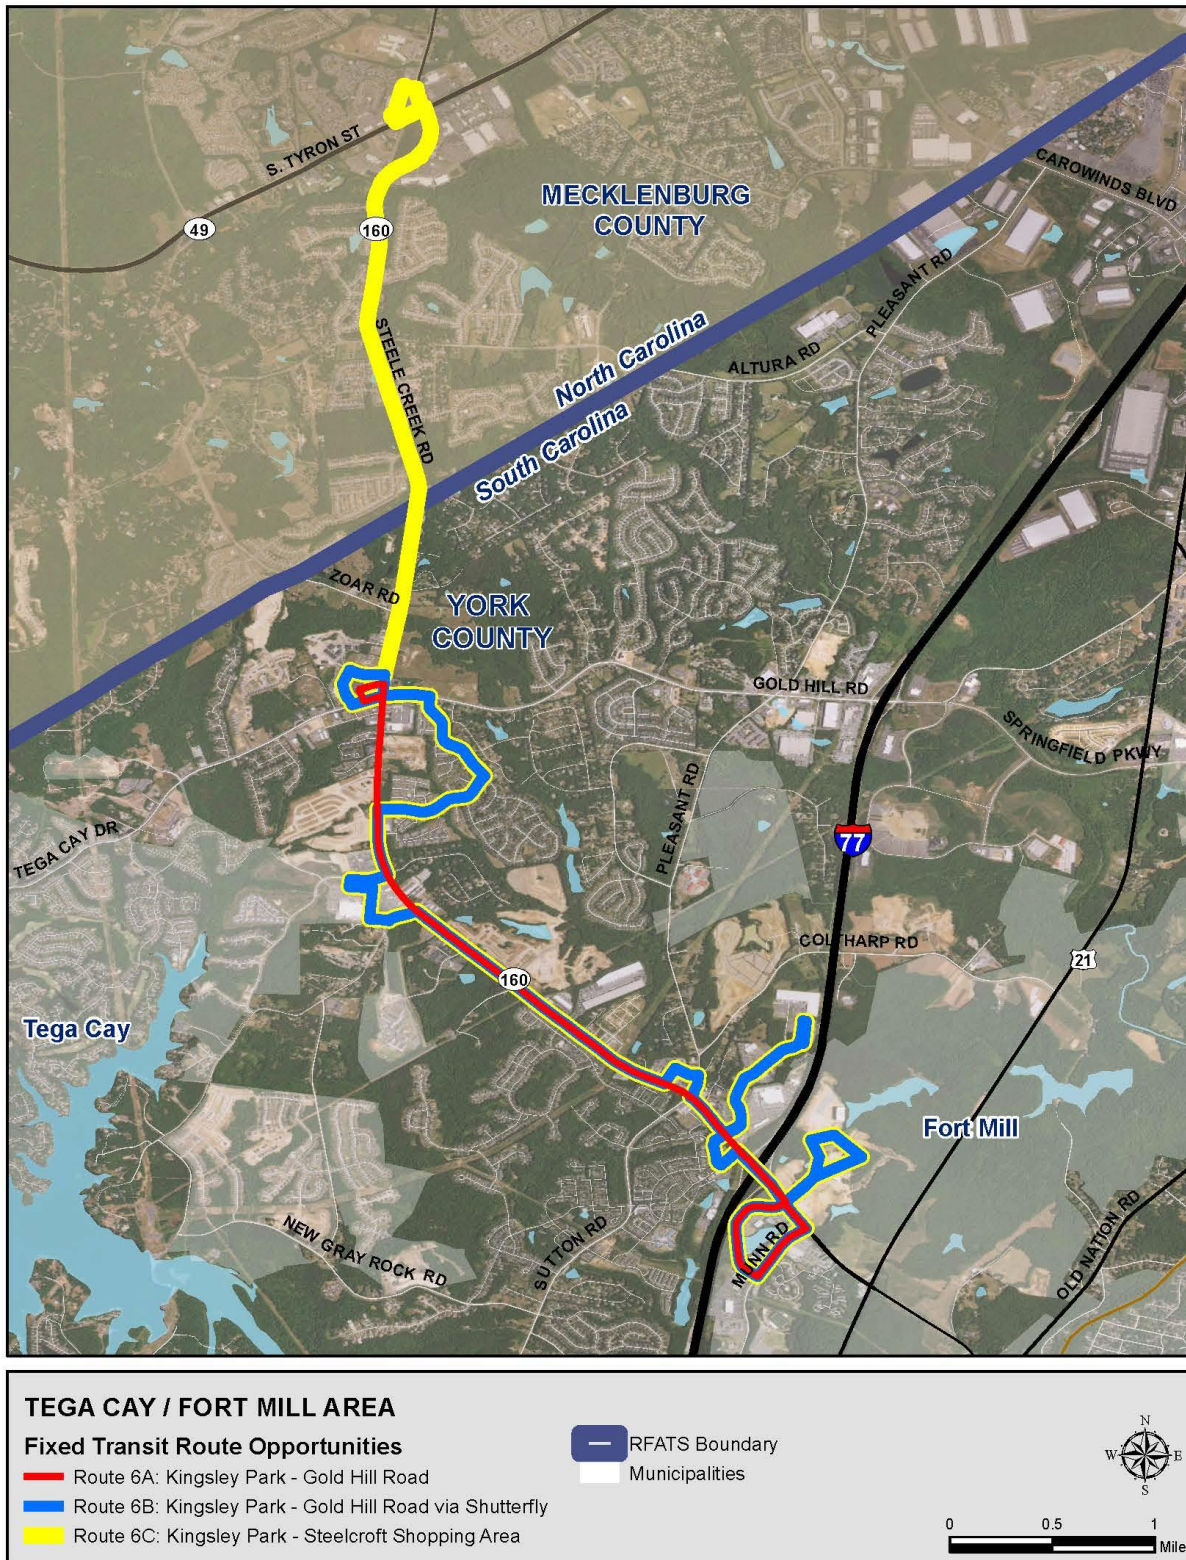 S. TYRON ST
CAROWINDS BLVD
MECKLENBURG
COUNTY
49
160
PLEASANT RD
STEELE CREEK RD
North Carolina
ALTURA RD
South Carolina
ZOAR RD
YORK
COUNTY
GOLD HILL RD
SPRINGFIELD PKWY
TEGA CAY DR
PLEASANT RD
77
COLTHARP RD
21
160
Tega Cay
Fort Mill
NEW GRAY ROCK RD
SUTTON RD
MUNN RD
OLD NATION RD
TEGA CAY / FORT MILL AREA
Fixed Transit Route Opportunities
Route 6A: Kingsley Park - Gold Hill Road
Route 6B: Kingsley Park - Gold Hill Road via Shutterfly
Route 6C: Kingsley Park - Steelcroft Shopping Area
RFATS Boundary
Municipalities
N
W E
S
0 0.5 1
Mile